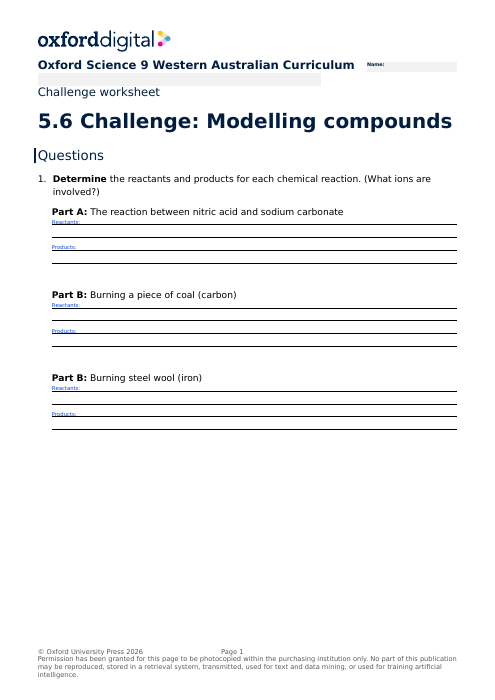 oxforddigital
Oxford Science 9 Western Australian Curriculum
Name:
Challenge worksheet
5.6 Challenge: Modelling compounds
Questions
1. Determine the reactants and products for each chemical reaction. (What ions are
involved?)
Part A: The reaction between nitric acid and sodium carbonate
Reactants:
Products:
Part B: Burning a piece of coal (carbon)
Reactants:
Products:
Part B: Burning steel wool (iron)
Reactants:
Products:
© Oxford University Press 2026 Page 1
Permission has been granted for this page to be photocopied within the purchasing institution only. No part of this publication
may be reproduced, stored in a retrieval system, transmitted, used for text and data mining, or used for training artificial
intelligence.